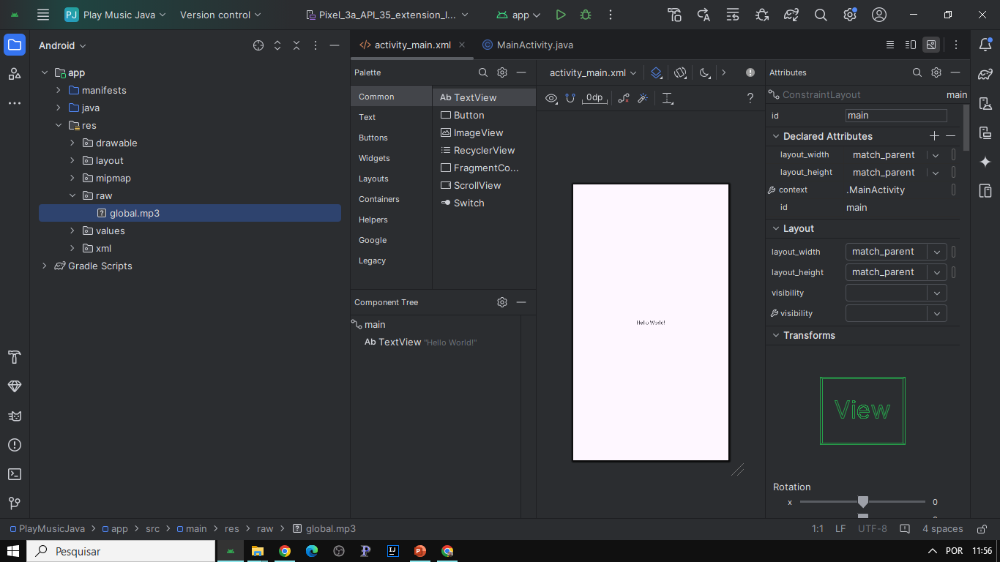 PJ Play Music Java Version control Pixel_3a_API_35_extension_l... app
Android
app
manifests
java
res
drawable
layout
mipmap
raw
global.mp3
values
xml
Gradle Scripts
activity_main.xml MainActivity.java
Palette
Common
Text
Buttons
Widgets
Layouts
Containers
Helpers
Google
Legacy
Ab TextView
Button
ImageView
RecyclerView
FragmentCo...
ScrollView
Switch
Component Tree
main
Ab TextView "Hello World!"
activity_main.xml
0dp ?
Hello World!
Attributes
ConstraintLayout main
id main
Declared Attributes
layout_width match_parent
layout_height match_parent
context .MainActivity
id main
Layout
layout_width match_parent
layout_height match_parent
visibility
visibility
Transforms
View
Rotation
x 0
PlayMusicJava app src main res raw global.mp3 1:1 LF UTF-8 4 spaces
Pesquisar POR 11:56